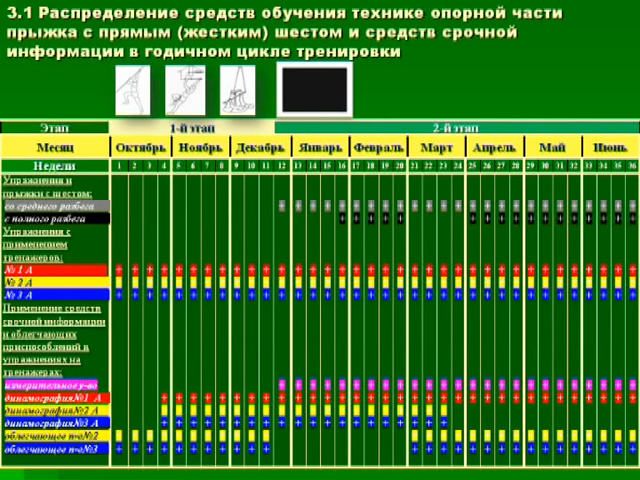 3.1 Распределение средств обучения технике опорной части
прыжка с прямым (жестким) шестом и средств срочной
информации в годичном цикле тренировки
Этап 1-й этап 2-й этап
Месяц Октябрь Ноябрь Декабрь Январь Февраль Март Апрель Май Июнь
Недели 1 2 3 4 5 6 7 8 9 10 11 12 13 14 15 16 17 18 19 20 21 22 23 24 25 26 27 28 29 30 31 32 33 34 35 36
Упражнения и
прыжки с шестом:
со среднего разбега + + + + + + + + + + + + + + + + + + + + + + + + +
с полного разбега + + + + + + + + + + + + + + + + +
Упражнения с
применением
тренажеров:
№ 1 А + + + + + + + + + + + + + + + + + + + + + + + + + + + + + + + + + + + +
№ 2 А
№ 3 А + + + + + + + + + + + + + + + + + + + + + + + + + + + + + + + + + + + +
Применение средств
срочной информации
и облегчающих
приспособлений в
упражнениях на
тренажерах:
измерительное у-во + + + + + + + + + + + + + + + + + + + + + + + + +
динамография№1 А + + + + + + + + + + + + + + + + + + + + + + + + + + + + + + + + +
динамография№2 А
динамография№3 А + + + + + + + + + + + + + + + + + + + +
облегчающее п-е№2
облегчающее п-е№3 + + + + + + + + + + + + + + + + + + + + + + + + + + +